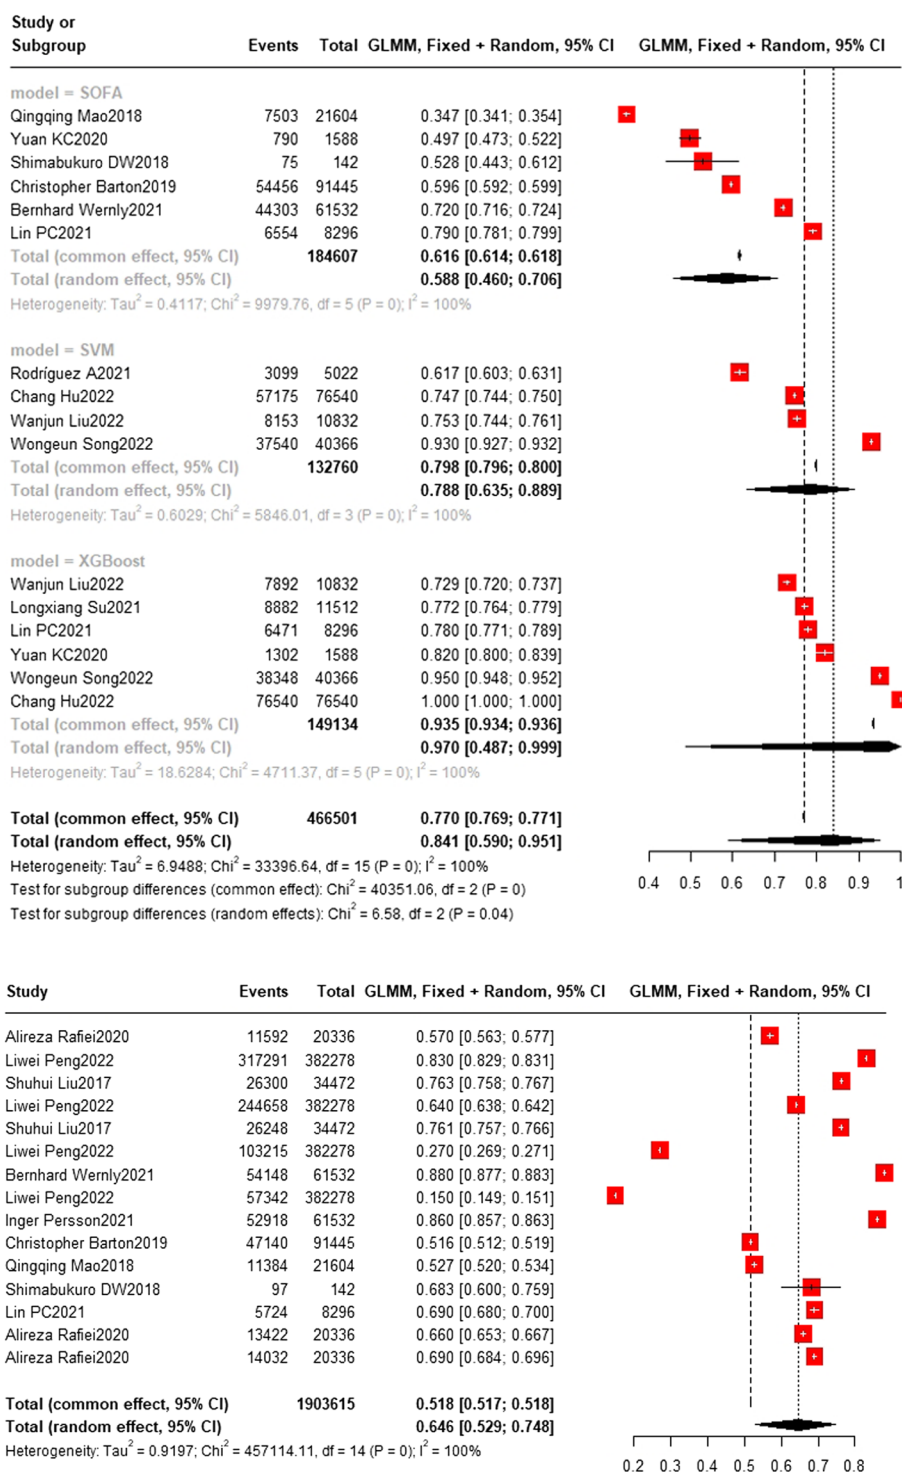 Study or
Subgroup Events Total GLMM, Fixed + Random, 95% CI GLMM, Fixed + Random, 95% CI
model = SOFA
Qingqing Mao2018 7503 21604 0.347 [0.341; 0.354]
Yuan KC2020 790 1588 0.497 [0.473; 0.522]
Shimabukuro DW2018 75 142 0.528 [0.443; 0.612]
Christopher Barton2019 54456 91445 0.596 [0.592; 0.599]
Bernhard Wernly2021 44303 61532 0.720 [0.716; 0.724]
Lin PC2021 6554 8296 0.790 [0.781; 0.799]
Total (common effect, 95% CI) 184607 0.616 [0.614; 0.618]
Total (random effect, 95% CI) 0.588 [0.460; 0.706]
Heterogeneity: Tau² = 0.4117; Chi² = 9979.76, df = 5 (P = 0); I² = 100%
model = SVM
Rodríguez A2021 3099 5022 0.617 [0.603; 0.631]
Chang Hu2022 57175 76540 0.747 [0.744; 0.750]
Wanjun Liu2022 8153 10832 0.753 [0.744; 0.761]
Wongeun Song2022 37540 40366 0.930 [0.927; 0.932]
Total (common effect, 95% CI) 132760 0.798 [0.796; 0.800]
Total (random effect, 95% CI) 0.788 [0.635; 0.889]
Heterogeneity: Tau² = 0.6029; Chi² = 5846.01, df = 3 (P = 0); I² = 100%
model = XGBoost
Wanjun Liu2022 7892 10832 0.729 [0.720; 0.737]
Longxiang Su2021 8882 11512 0.772 [0.764; 0.779]
Lin PC2021 6471 8296 0.780 [0.771; 0.789]
Yuan KC2020 1302 1588 0.820 [0.800; 0.839]
Wongeun Song2022 38348 40366 0.950 [0.948; 0.952]
Chang Hu2022 76540 76540 1.000 [1.000; 1.000]
Total (common effect, 95% CI) 149134 0.935 [0.934; 0.936]
Total (random effect, 95% CI) 0.970 [0.487; 0.999]
Heterogeneity: Tau² = 18.6284; Chi² = 4711.37, df = 5 (P = 0); I² = 100%
Total (common effect, 95% CI) 466501 0.770 [0.769; 0.771]
Total (random effect, 95% CI) 0.841 [0.590; 0.951]
Heterogeneity: Tau² = 6.9488; Chi² = 33396.64, df = 15 (P = 0); I² = 100%
Test for subgroup differences (common effect): Chi² = 40351.06, df = 2 (P = 0)
Test for subgroup differences (random effects): Chi² = 6.58, df = 2 (P = 0.04)
0.4 0.5 0.6 0.7 0.8 0.9 1
Study Events Total GLMM, Fixed + Random, 95% CI GLMM, Fixed + Random, 95% CI
Alireza Rafiei2020 11592 20336 0.570 [0.563; 0.577]
Liwei Peng2022 317291 382278 0.830 [0.829; 0.831]
Shuhui Liu2017 26300 34472 0.763 [0.758; 0.767]
Liwei Peng2022 244658 382278 0.640 [0.638; 0.642]
Shuhui Liu2017 26248 34472 0.761 [0.757; 0.766]
Liwei Peng2022 103215 382278 0.270 [0.269; 0.271]
Bernhard Wernly2021 54148 61532 0.880 [0.877; 0.883]
Liwei Peng2022 57342 382278 0.150 [0.149; 0.151]
Inger Persson2021 52918 61532 0.860 [0.857; 0.863]
Christopher Barton2019 47140 91445 0.516 [0.512; 0.519]
Qingqing Mao2018 11384 21604 0.527 [0.520; 0.534]
Shimabukuro DW2018 97 142 0.683 [0.600; 0.759]
Lin PC2021 5724 8296 0.690 [0.680; 0.700]
Alireza Rafiei2020 13422 20336 0.660 [0.653; 0.667]
Alireza Rafiei2020 14032 20336 0.690 [0.684; 0.696]
Total (common effect, 95% CI) 1903615 0.518 [0.517; 0.518]
Total (random effect, 95% CI) 0.646 [0.529; 0.748]
Heterogeneity: Tau² = 0.9197; Chi² = 457114.11, df = 14 (P = 0); I² = 100%
0.2 0.3 0.4 0.5 0.6 0.7 0.8